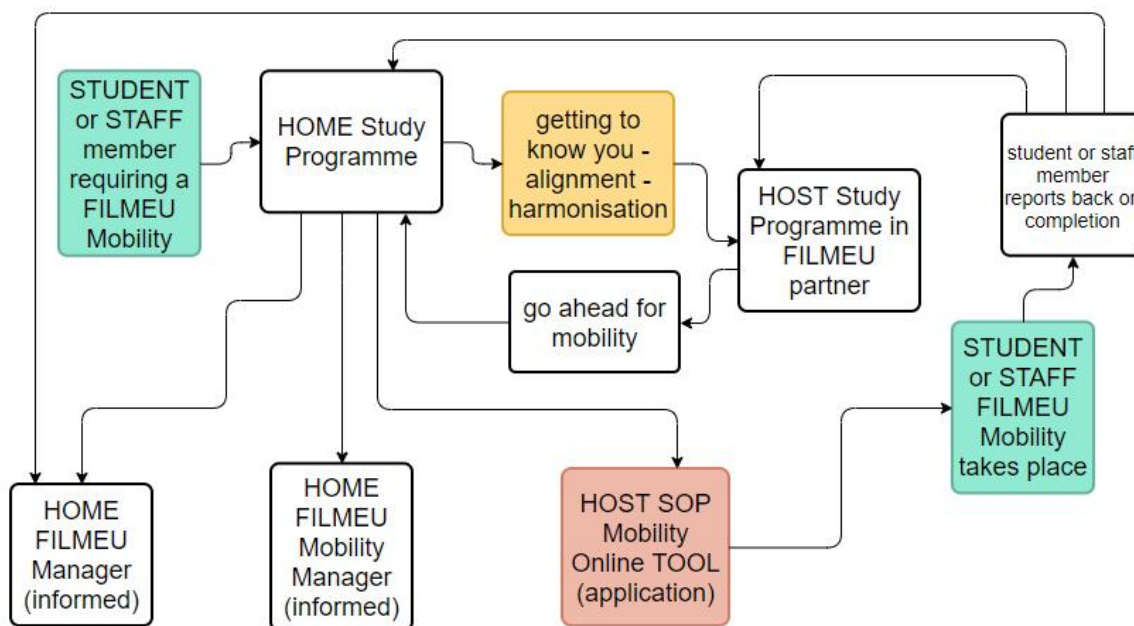 STUDENT
or STAFF
member
requiring a
FILMEU
Mobility
HOME Study
Programme
getting to
know you -
alignment -
harmonisation
HOST Study
Programme in
FILMEU
partner
student or staff
member
reports back on
completion
go ahead for
mobility
STUDENT
or STAFF
FILMEU
Mobility
takes place
HOME
FILMEU
Manager
(informed)
HOME
FILMEU
Mobility
Manager
(informed)
HOST SOP
Mobility
Online TOOL
(application)